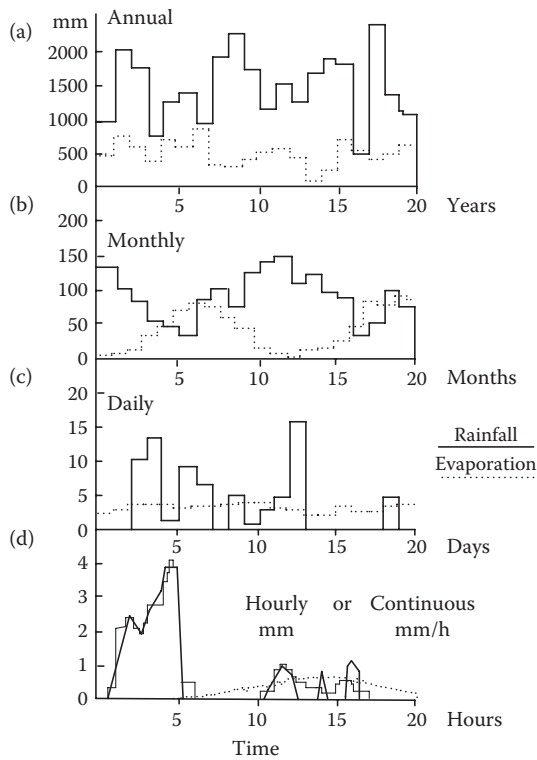 (a) mm Annual
2000
1500
1000
500
0
5 10 15 20 Years
(b)
200 Monthly
150
100
50
0
5 10 15 20 Months
(c)
20 Daily
15
10
5
0
5 10 15 20 Days
Rainfall
Evaporation
(d)
4
3
2
1
0
Hourly or Continuous
mm mm/h
5 10 15 20 Hours
Time